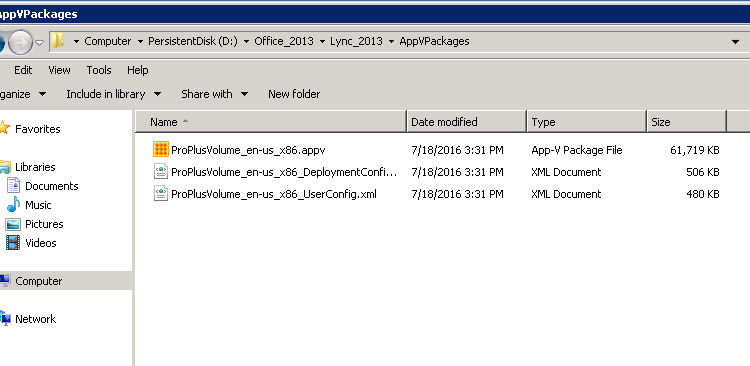 AppVPackages
Computer PersistentDisk (D:) Office_2013 Lync_2013 AppVPackages
Edit View Tools Help
ganize Include in library Share with New folder
Name Date modified Type Size
Favorites
ProPlusVolume_en-us_x86.appv 7/18/2016 3:31 PM App-V Package File 61,719 KB
Libraries
ProPlusVolume_en-us_x86_DeploymentConfi... 7/18/2016 3:31 PM XML Document 506 KB
Documents
ProPlusVolume_en-us_x86_UserConfig.xml 7/18/2016 3:31 PM XML Document 480 KB
Music
Pictures
Videos
Computer
Network